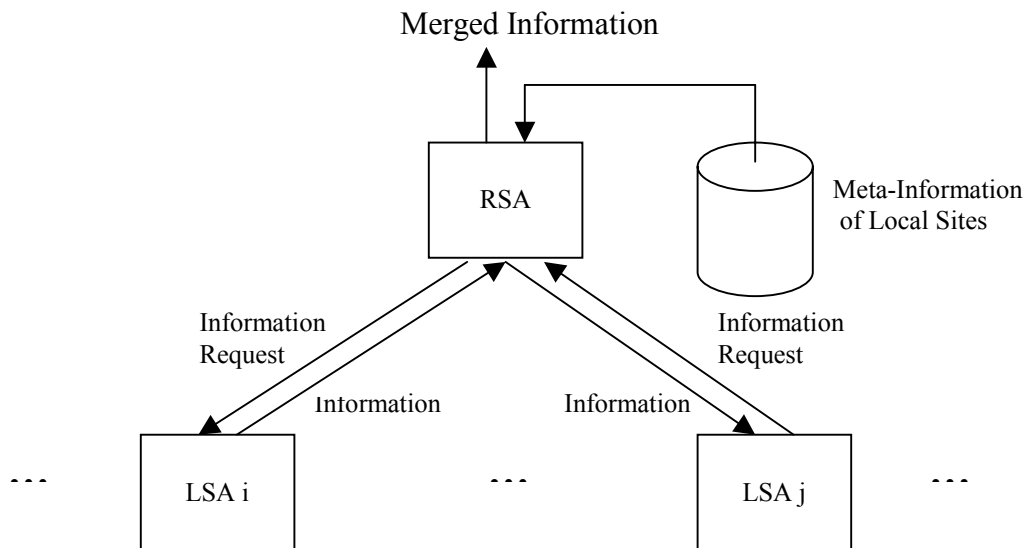 Merged Information
RSA
Meta-Information
of Local Sites
Information
Request
Information
Request
Information
Information
LSA i
LSA j
...
...
...